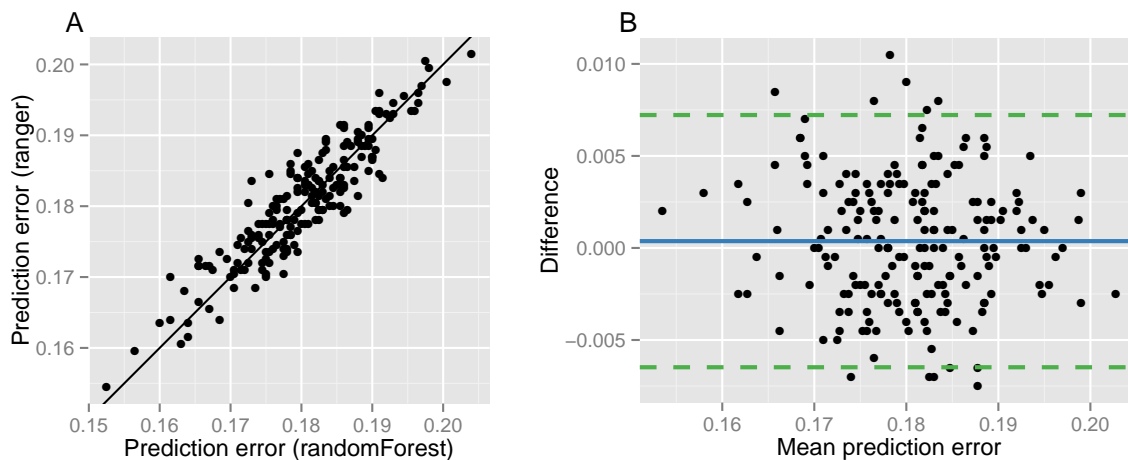 A
0.20
0.19
0.18
0.17
0.16
0.15 0.16 0.17 0.18 0.19 0.20
Prediction error (randomForest)
Prediction error (ranger)
B
0.010
0.005
0.000
−0.005
0.16 0.17 0.18 0.19 0.20
Mean prediction error
Difference